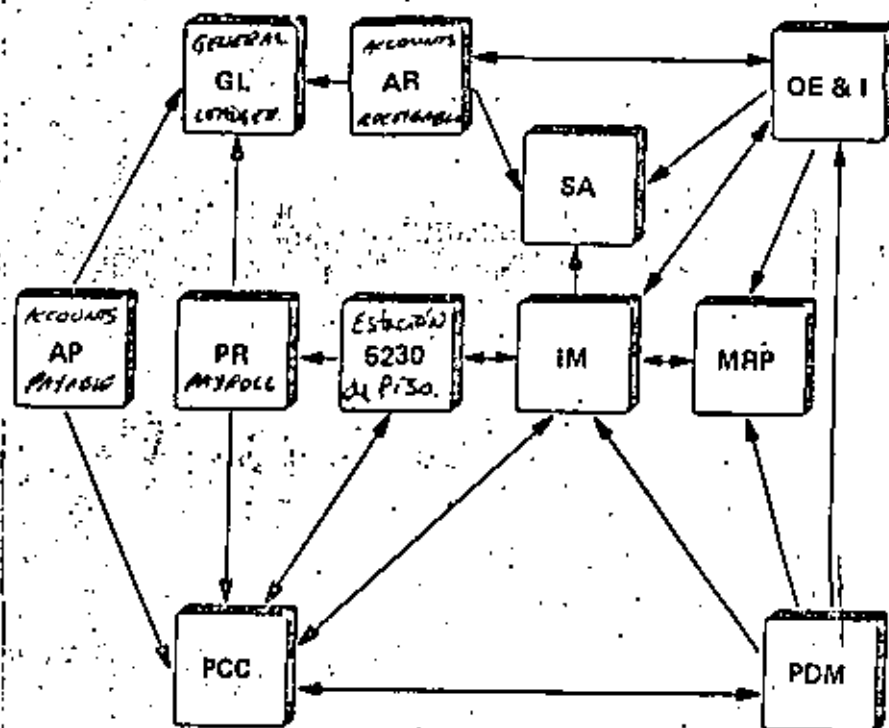 GENERAL
GL
LEDGER
ACCOUNTS
AR
RECEIVABLE
OE & I
SA
ACCOUNTS
AP
PAYABLE
PR
PAYROLL
Estación
5230
de Piso.
IM
MRP
PCC
PDM